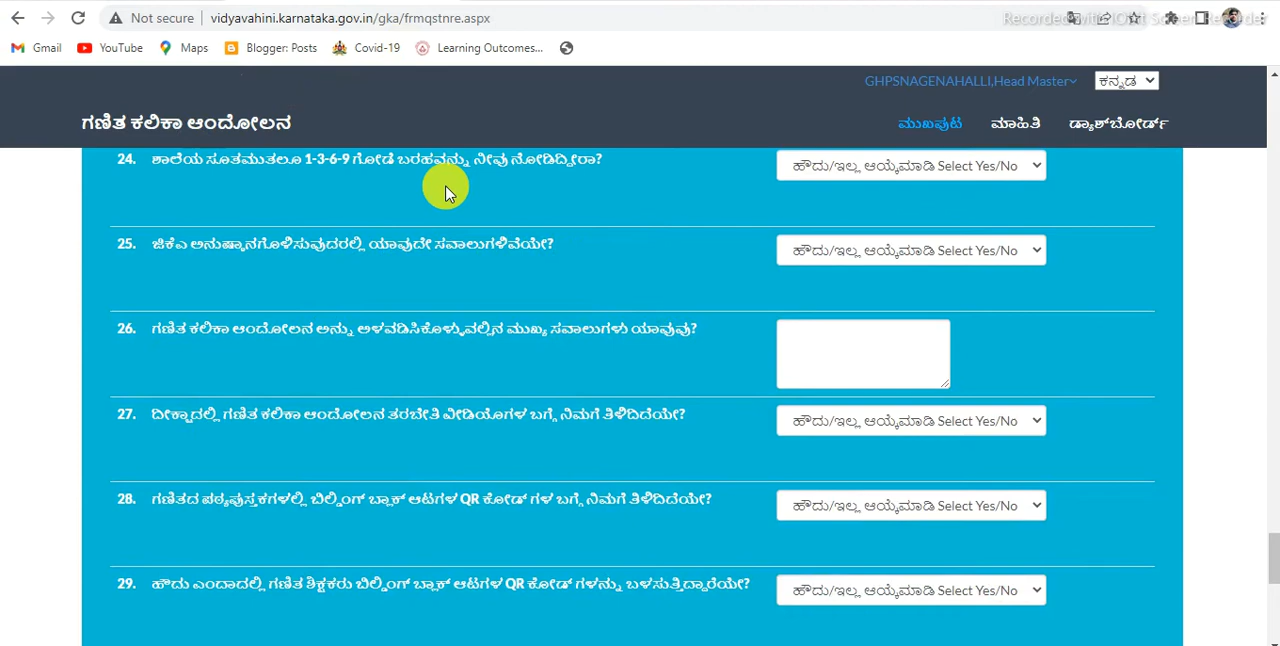 Not secure vidyavahini.karnataka.gov.in/gka/frmqstnre.aspx
Gmail YouTube Maps Blogger: Posts Covid-19 Learning Outcomes...
GHPSNAGENAHALLI,Head Master ಕನ್ನಡ
ಗಣಿತ ಕಲಿಕಾ ಆಂದೋಲನ ಮುಖಪುಟ ಮಾಹಿತಿ ಡ್ಯಾಶ್‌ಬೋರ್ಡ್
24. ಶಾಲೆಯ ಸೂತಮುತಲೂ 1-3-6-9 ಗೋಡೆ ಬರಹವನ್ನು ನೀವು ನೋಡಿದ್ದೀರಾ? ಹೌದು/ಇಲ್ಲ ಆಯ್ಕೆಮಾಡಿ Select Yes/No
25. ಜಿಕೆಎ ಅನುಷ್ಠಾನಗೊಳಿಸುವುದರಲ್ಲಿ ಯಾವುದೇ ಸವಾಲುಗಳಿವೆಯೇ? ಹೌದು/ಇಲ್ಲ ಆಯ್ಕೆಮಾಡಿ Select Yes/No
26. ಗಣಿತ ಕಲಿಕಾ ಆಂದೋಲನ ಅನ್ನು ಅಳವಡಿಸಿಕೊಳ್ಳುವಲ್ಲಿನ ಮುಖ್ಯ ಸವಾಲುಗಳು ಯಾವುವು?
27. ದೀಕ್ಷಾದಲ್ಲಿ ಗಣಿತ ಕಲಿಕಾ ಆಂದೋಲನ ತರಬೇತಿ ವೀಡಿಯೊಗಳ ಬಗ್ಗೆ ನಿಮಗೆ ತಿಳಿದಿದೆಯೇ? ಹೌದು/ಇಲ್ಲ ಆಯ್ಕೆಮಾಡಿ Select Yes/No
28. ಗಣಿತದ ಪಠ್ಯಪುಸ್ತಕಗಳಲ್ಲಿ ಬಿಲ್ಡಿಂಗ್ ಬ್ಲಾಕ್ ಆಟಗಳ QR ಕೋಡ್ ಗಳ ಬಗ್ಗೆ ನಿಮಗೆ ತಿಳಿದಿದೆಯೇ? ಹೌದು/ಇಲ್ಲ ಆಯ್ಕೆಮಾಡಿ Select Yes/No
29. ಹೌದು ಎಂದಾದಲ್ಲಿ ಗಣಿತ ಶಿಕ್ಷಕರು ಬಿಲ್ಡಿಂಗ್ ಬ್ಲಾಕ್ ಆಟಗಳ QR ಕೋಡ್ ಗಳನ್ನು ಬಳಸುತ್ತಿದ್ದಾರೆಯೇ? ಹೌದು/ಇಲ್ಲ ಆಯ್ಕೆಮಾಡಿ Select Yes/No